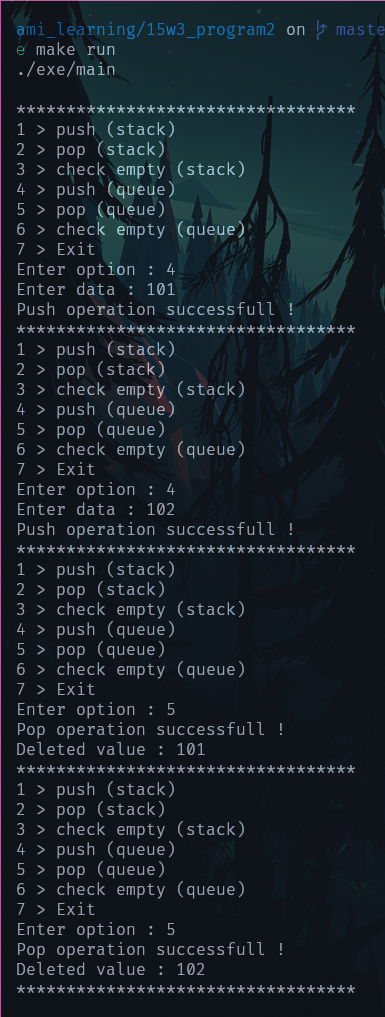 ami_learning/15w3_program2 on maste
e make run
./exe/main
**********************************
1 > push (stack)
2 > pop (stack)
3 > check empty (stack)
4 > push (queue)
5 > pop (queue)
6 > check empty (queue)
7 > Exit
Enter option : 4
Enter data : 101
Push operation successfull !
**********************************
1 > push (stack)
2 > pop (stack)
3 > check empty (stack)
4 > push (queue)
5 > pop (queue)
6 > check empty (queue)
7 > Exit
Enter option : 4
Enter data : 102
Push operation successfull !
**********************************
1 > push (stack)
2 > pop (stack)
3 > check empty (stack)
4 > push (queue)
5 > pop (queue)
6 > check empty (queue)
7 > Exit
Enter option : 5
Pop operation successfull !
Deleted value : 101
**********************************
1 > push (stack)
2 > pop (stack)
3 > check empty (stack)
4 > push (queue)
5 > pop (queue)
6 > check empty (queue)
7 > Exit
Enter option : 5
Pop operation successfull !
Deleted value : 102
**********************************